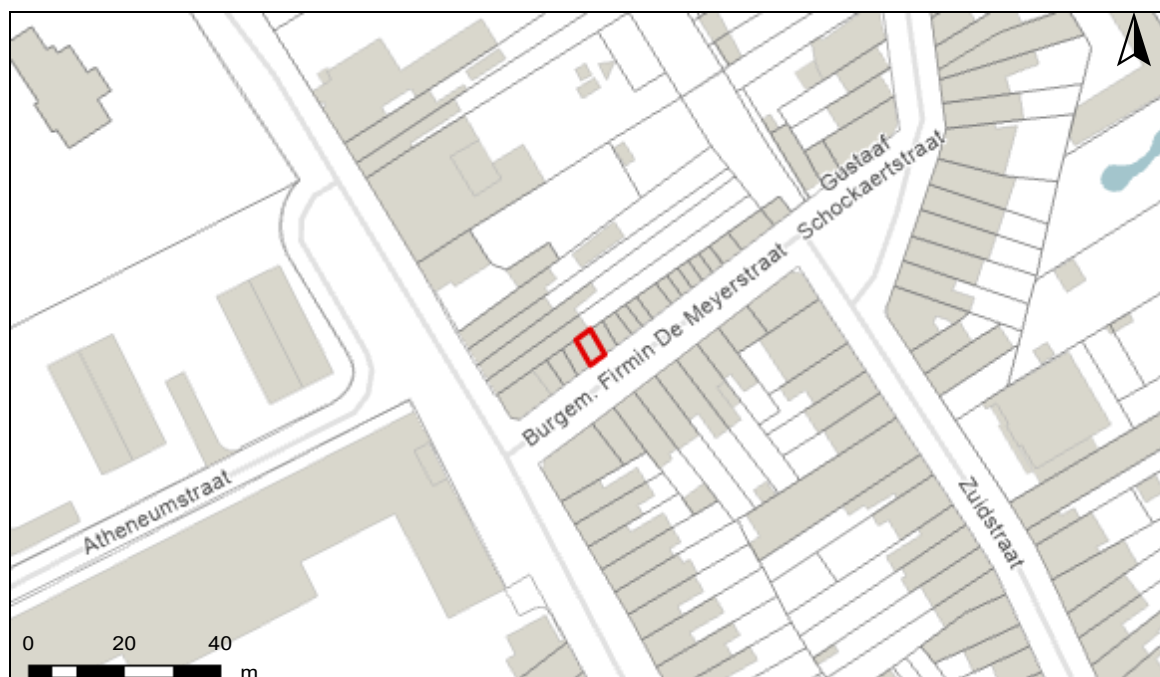 Gustaaf
Schockaertstraat
Burgem. Firmin De Meyerstraat
Atheneumstraat
Zuidstraat
0 20 40
m